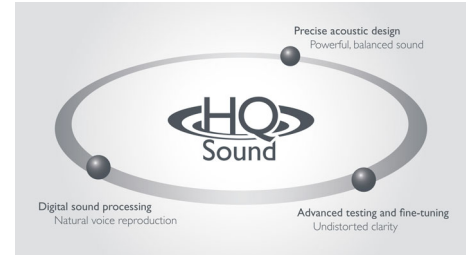 Precise acoustic design
Powerful, balanced sound
HQ
Sound
Digital sound processing
Natural voice reproduction
Advanced testing and fine-tuning
Undistorted clarity